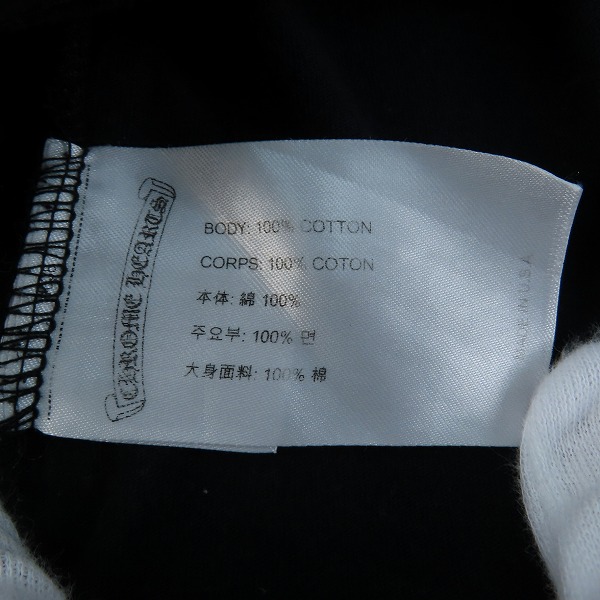 CHROME HEARTS
BODY: 100% COTTON
CORPS: 100% COTON
本体: 綿 100%
주요부: 100% 면
大身面料: 100% 棉
MADE IN U.S.A